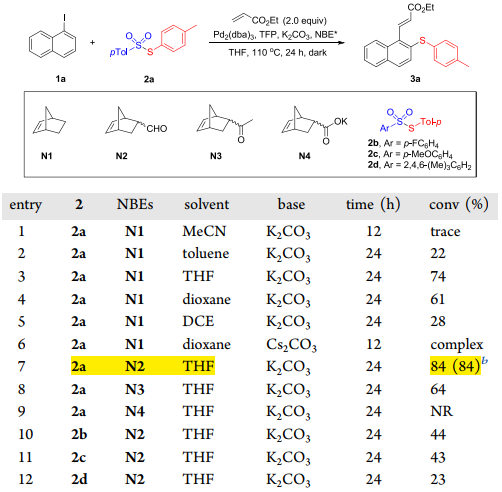 I
1a
+
pTol
O
O
S
S
2a
CO2Et (2.0 equiv)
Pd2(dba)3, TFP, K2CO3, NBE*
THF, 110 °C, 24 h, dark
CO2Et
S
3a
N1
CHO
N2
O
N3
OK
O
N4
O O
Ar S S Tol-p
2b, Ar = p-FC6H4
2c, Ar = p-MeOC6H4
2d, Ar = 2,4,6-(Me)3C6H2
entry 2 NBEs solvent base time (h) conv (%)
1 2a N1 MeCN K2CO3 12 trace
2 2a N1 toluene K2CO3 24 22
3 2a N1 THF K2CO3 24 74
4 2a N1 dioxane K2CO3 24 61
5 2a N1 DCE K2CO3 24 28
6 2a N1 dioxane Cs2CO3 12 complex
7 2a N2 THF K2CO3 24 84 (84)b
8 2a N3 THF K2CO3 24 64
9 2a N4 THF K2CO3 24 NR
10 2b N2 THF K2CO3 24 44
11 2c N2 THF K2CO3 24 43
12 2d N2 THF K2CO3 24 23